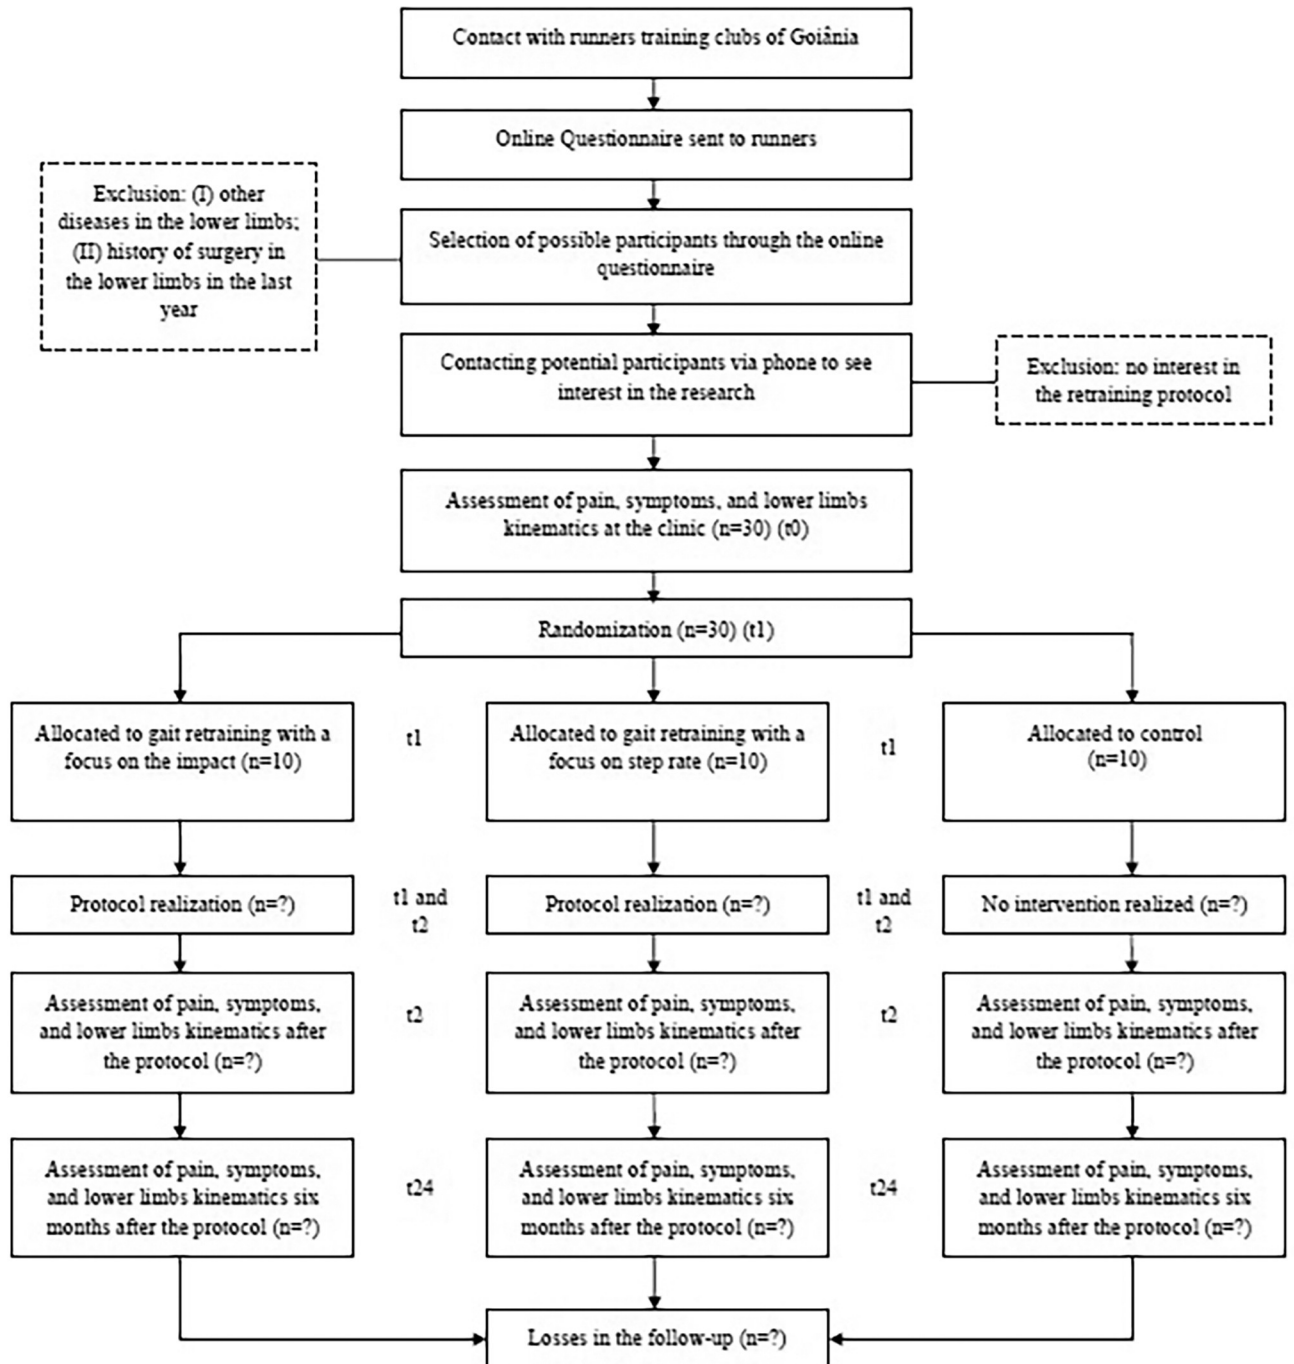 Contact with runners training clubs of Goiânia
Online Questionnaire sent to runners
Exclusion: (I) other
diseases in the lower limbs;
(II) history of surgery in
the lower limbs in the last
year
Selection of possible participants through the online
questionnaire
Contacting potential participants via phone to see
interest in the research
Exclusion: no interest in
the retraining protocol
Assessment of pain, symptoms, and lower limbs
kinematics at the clinic (n=30) (t0)
Randomization (n=30) (t1)
Allocated to gait retraining with a
focus on the impact (n=10)
t1
Allocated to gait retraining with a
focus on step rate (n=10)
t1
Allocated to control
(n=10)
Protocol realization (n=?)
t1 and
t2
Protocol realization (n=?)
t1 and
t2
No intervention realized (n=?)
Assessment of pain, symptoms,
and lower limbs kinematics after
the protocol (n=?)
t2
Assessment of pain, symptoms,
and lower limbs kinematics after
the protocol (n=?)
t2
Assessment of pain, symptoms,
and lower limbs kinematics after
the protocol (n=?)
Assessment of pain, symptoms,
and lower limbs kinematics six
months after the protocol (n=?)
t24
Assessment of pain, symptoms,
and lower limbs kinematics six
months after the protocol (n=?)
t24
Assessment of pain, symptoms,
and lower limbs kinematics six
months after the protocol (n=?)
Losses in the follow-up (n=?)